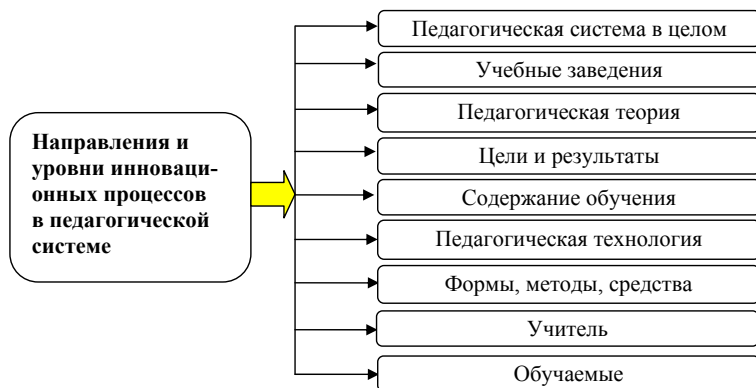 Направления и
уровни инноваци-
онных процессов
в педагогической
системе
Педагогическая система в целом
Учебные заведения
Педагогическая теория
Цели и результаты
Содержание обучения
Педагогическая технология
Формы, методы, средства
Учитель
Обучаемые